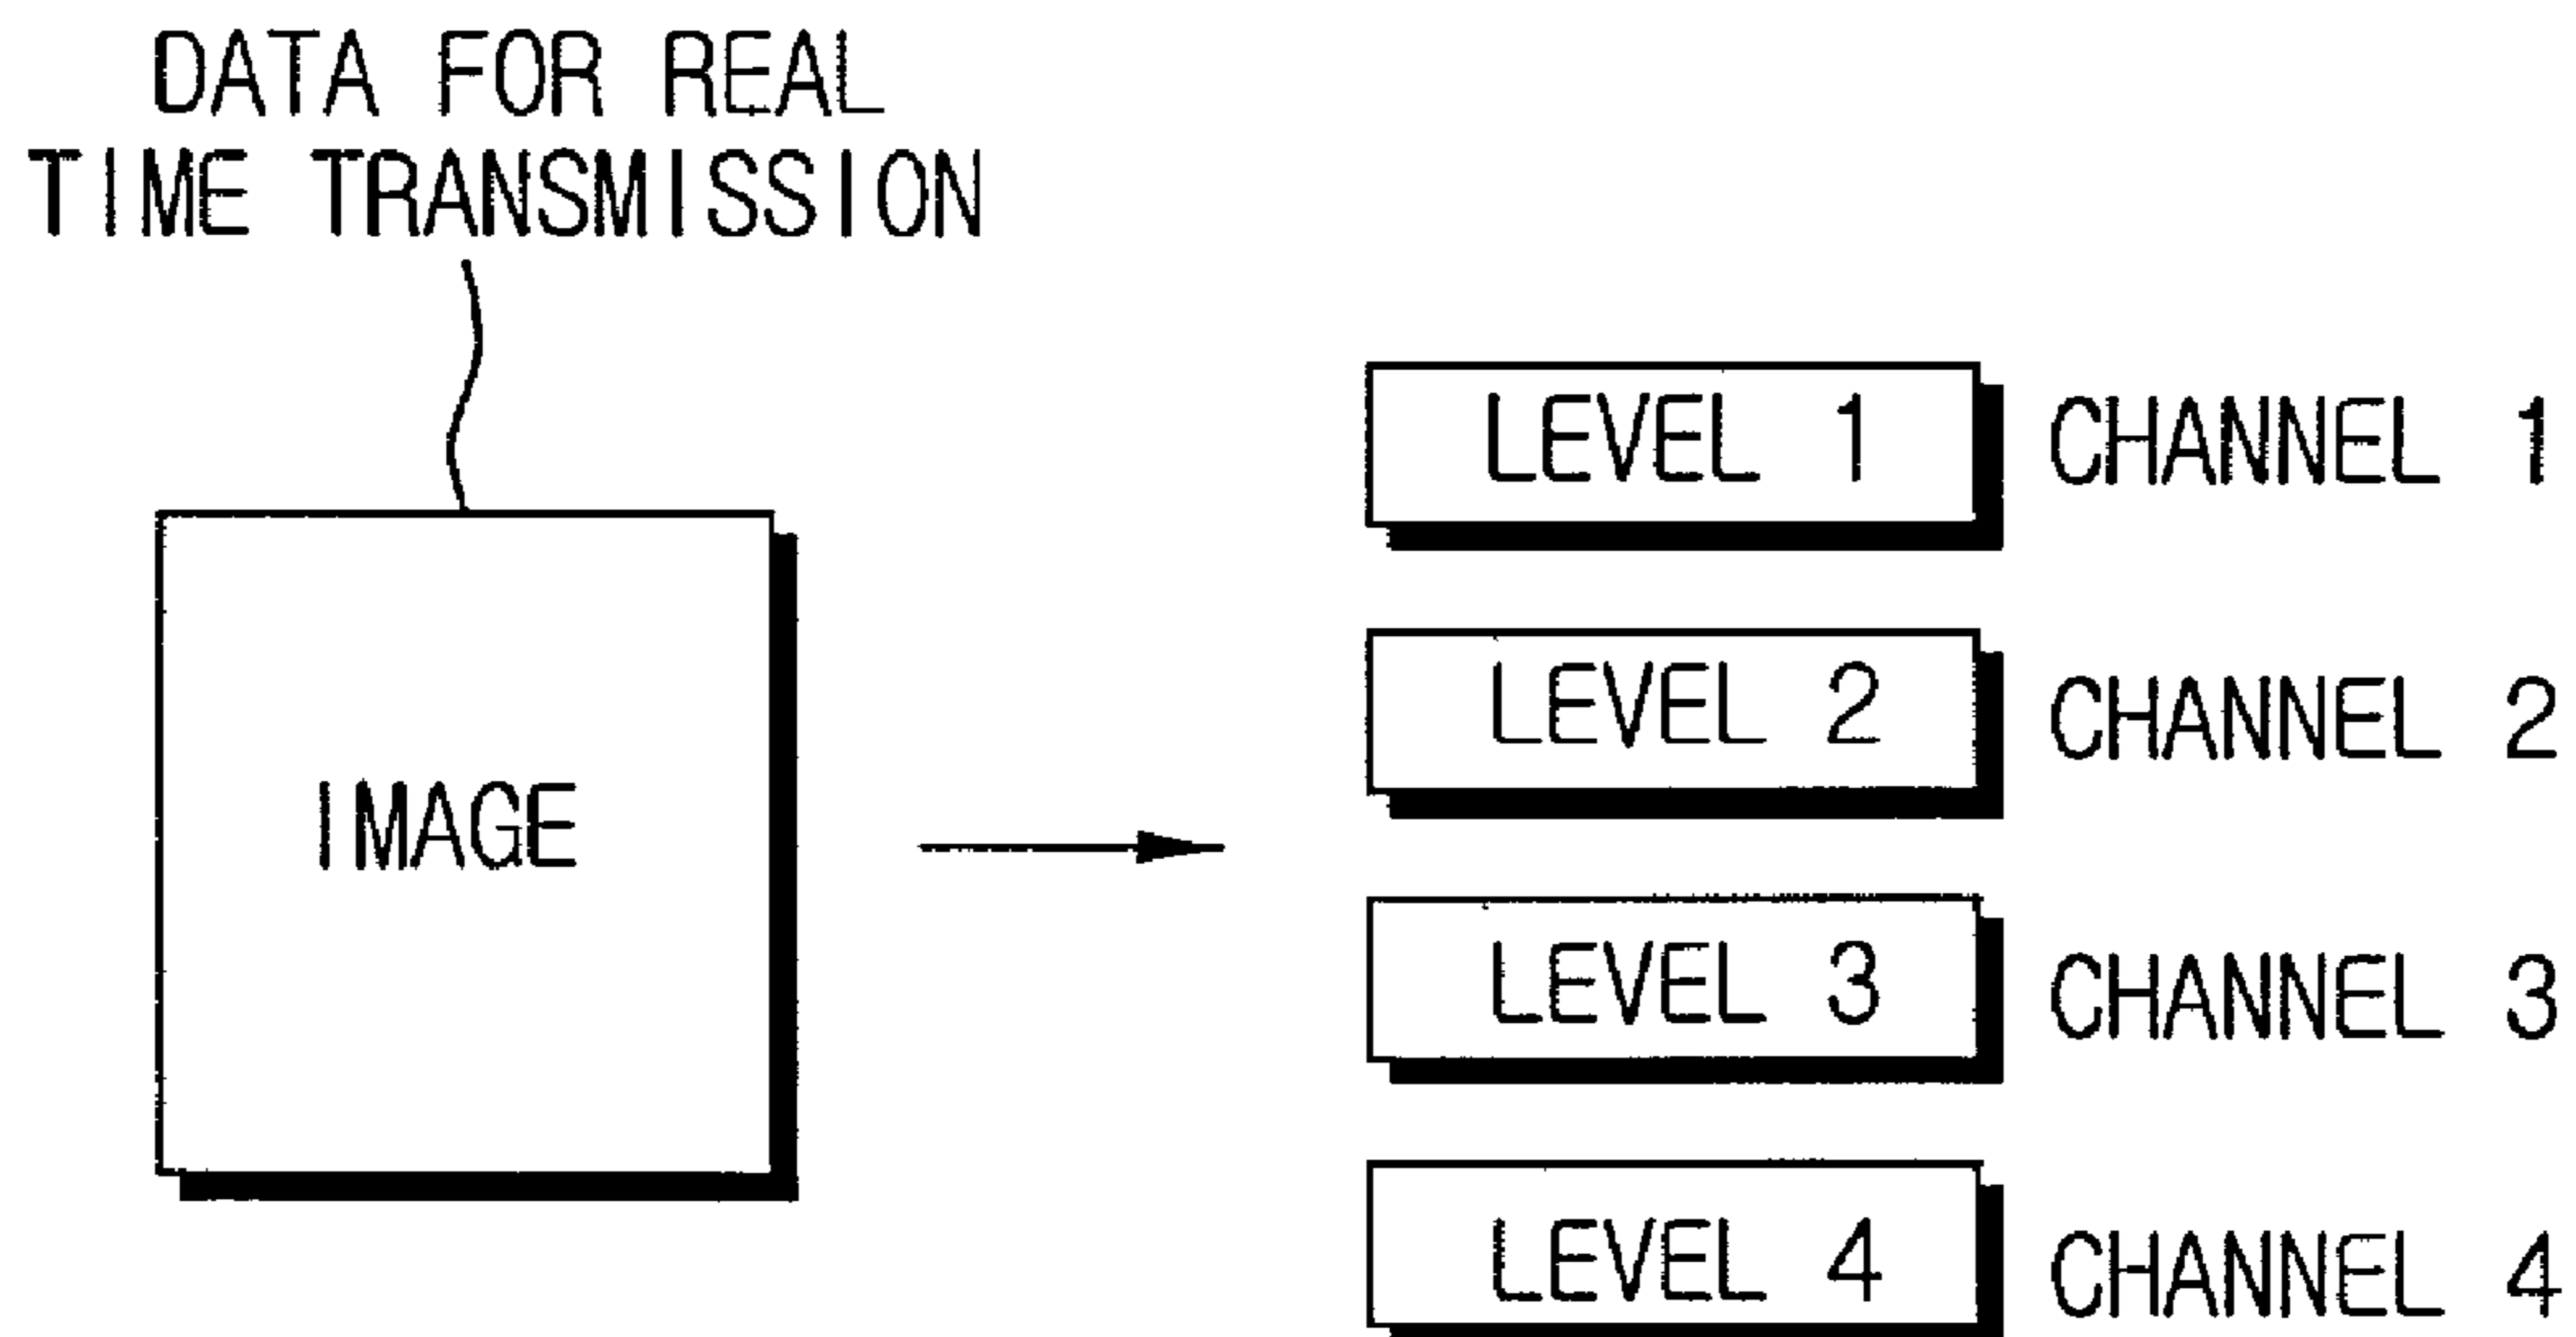 DATA FOR REAL
TIME TRANSMISSION
IMAGE
LEVEL 1 CHANNEL 1
LEVEL 2 CHANNEL 2
LEVEL 3 CHANNEL 3
LEVEL 4 CHANNEL 4